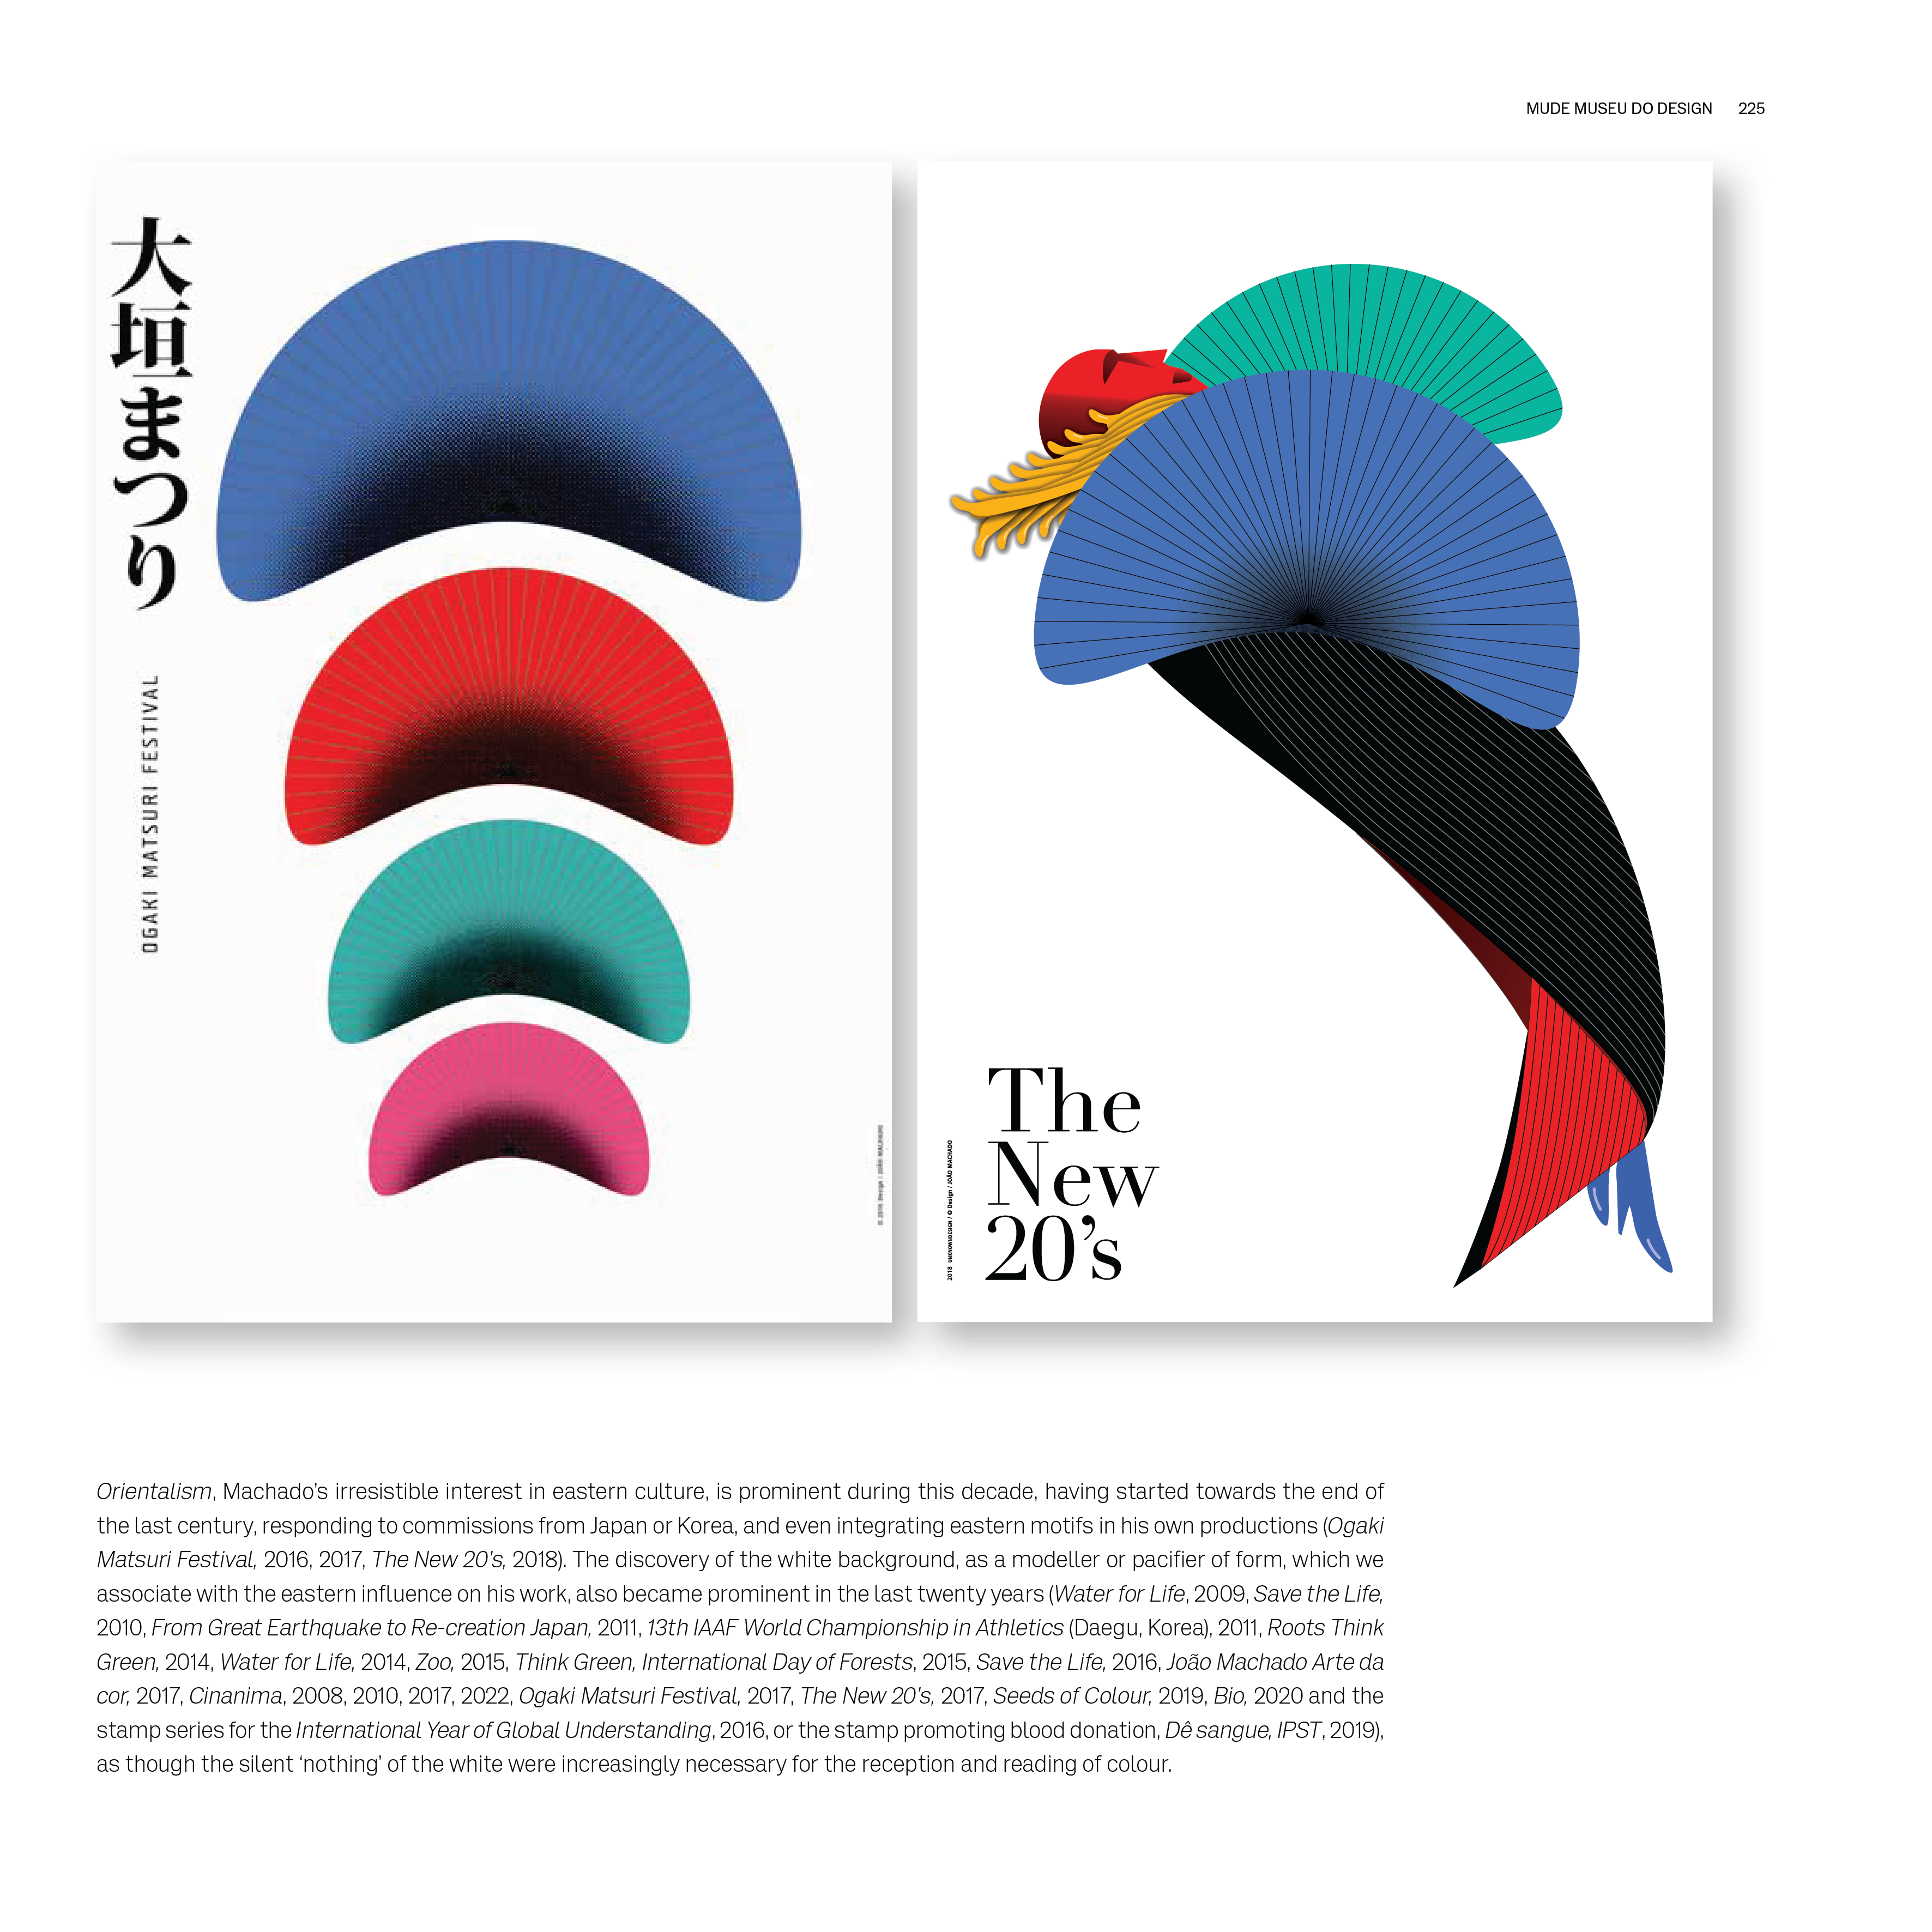 MUDE MUSEU DO DESIGN 225
大垣まつり
OGAKI MATSURI FESTIVAL
© 2016 Design / JOÃO MACHADO
The
New
20’s
2018 UNKNOWNDESIGN / © Design / JOÃO MACHADO
Orientalism, Machado’s irresistible interest in eastern culture, is prominent during this decade, having started towards the end of
the last century, responding to commissions from Japan or Korea, and even integrating eastern motifs in his own productions (Ogaki
Matsuri Festival, 2016, 2017, The New 20’s, 2018). The discovery of the white background, as a modeller or pacifier of form, which we
associate with the eastern influence on his work, also became prominent in the last twenty years (Water for Life, 2009, Save the Life,
2010, From Great Earthquake to Re-creation Japan, 2011, 13th IAAF World Championship in Athletics (Daegu, Korea), 2011, Roots Think
Green, 2014, Water for Life, 2014, Zoo, 2015, Think Green, International Day of Forests, 2015, Save the Life, 2016, João Machado Arte da
cor, 2017, Cinanima, 2008, 2010, 2017, 2022, Ogaki Matsuri Festival, 2017, The New 20’s, 2017, Seeds of Colour, 2019, Bio, 2020 and the
stamp series for the International Year of Global Understanding, 2016, or the stamp promoting blood donation, Dê sangue, IPST, 2019),
as though the silent ‘nothing’ of the white were increasingly necessary for the reception and reading of colour.